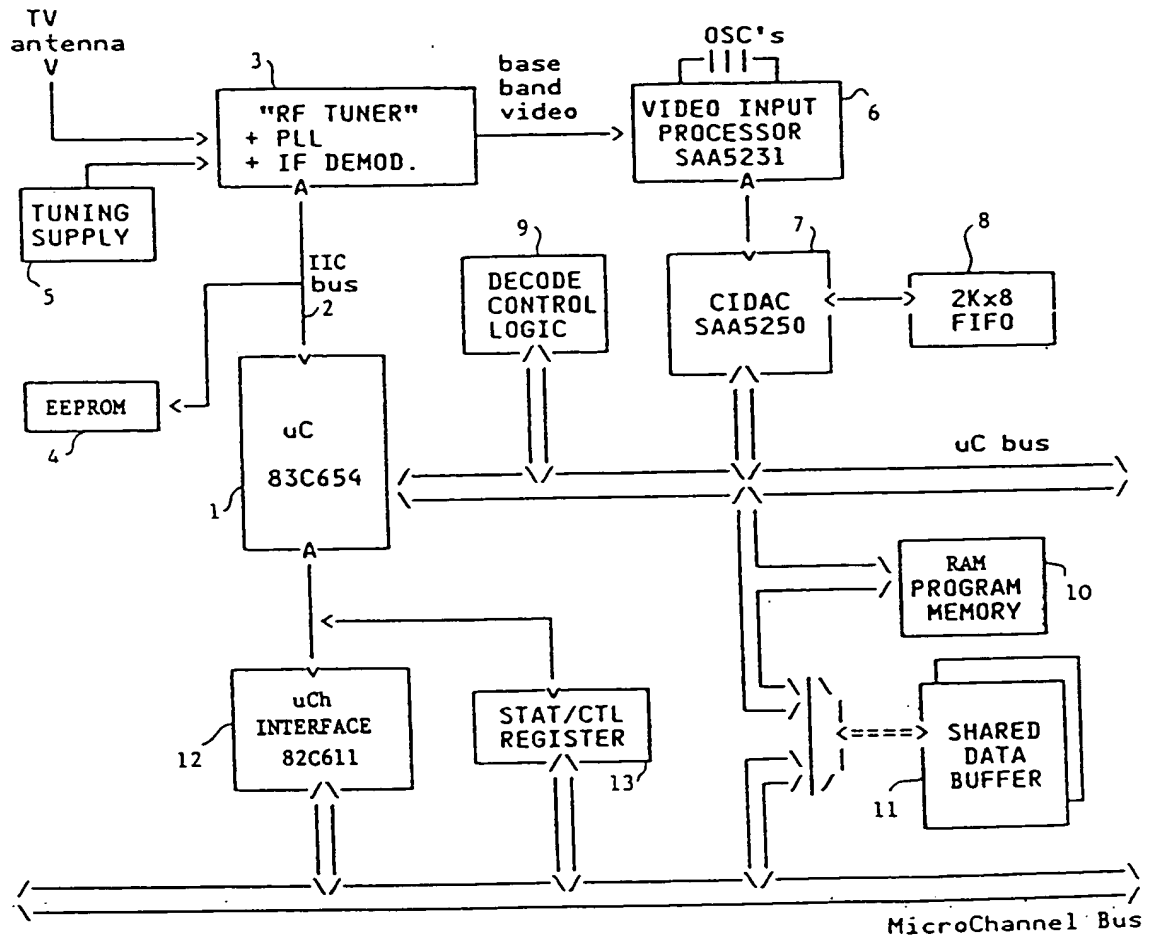 TV
antenna
3
"RF TUNER"
+ PLL
+ IF DEMOD.
base
band
video
OSC's
VIDEO INPUT
PROCESSOR
SAA5231
6
TUNING
SUPPLY
5
IIC
bus
2
9
DECODE
CONTROL
LOGIC
7
CIDAC
SAA5250
8
2Kx8
FIFO
EEPROM
4
uC
83C654
1
uC bus
RAM
PROGRAM
MEMORY
10
uCh
INTERFACE
82C611
12
STAT/CTL
REGISTER
13
SHARED
DATA
BUFFER
11
MicroChannel Bus